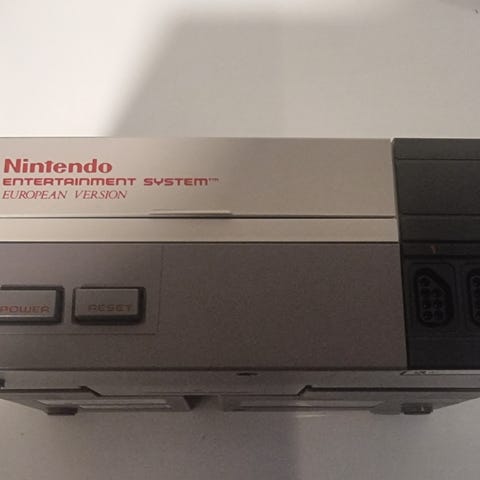 Nintendo
ENTERTAINMENT SYSTEM™
EUROPEAN VERSION
POWER
RESET